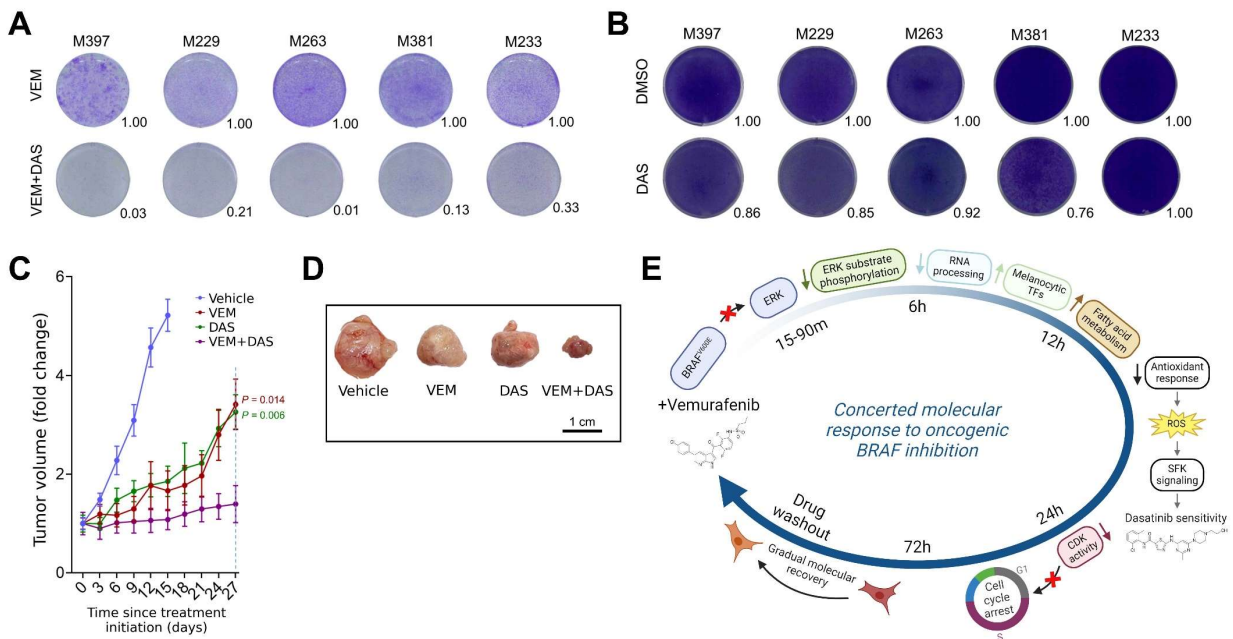 A
M397 M229 M263 M381 M233
VEM
1.00 1.00 1.00 1.00 1.00
VEM+DAS
0.03 0.21 0.01 0.13 0.33
B
M397 M229 M263 M381 M233
DMSO
1.00 1.00 1.00 1.00 1.00
DAS
0.86 0.85 0.92 0.76 1.00
C
Tumor volume (fold change)
6
4
2
0
Vehicle
VEM
DAS
VEM+DAS
P = 0.014
P = 0.006
0 3 6 9 12 15 18 21 24 27
Time since treatment
initiation (days)
D
Vehicle VEM DAS VEM+DAS
1 cm
E
+Vemurafenib
BRAFV600E
ERK
ERK substrate
phosphorylation
RNA
processing
Melanocytic
TFs
Fatty acid
metabolism
Antioxidant
response
ROS
SFK
signaling
Dasatinib sensitivity
CDK
activity
Cell
cycle
arrest
G1
S
15-90m
6h
12h
24h
72h
Drug
washout
Gradual molecular
recovery
Concerted molecular
response to oncogenic
BRAF inhibition